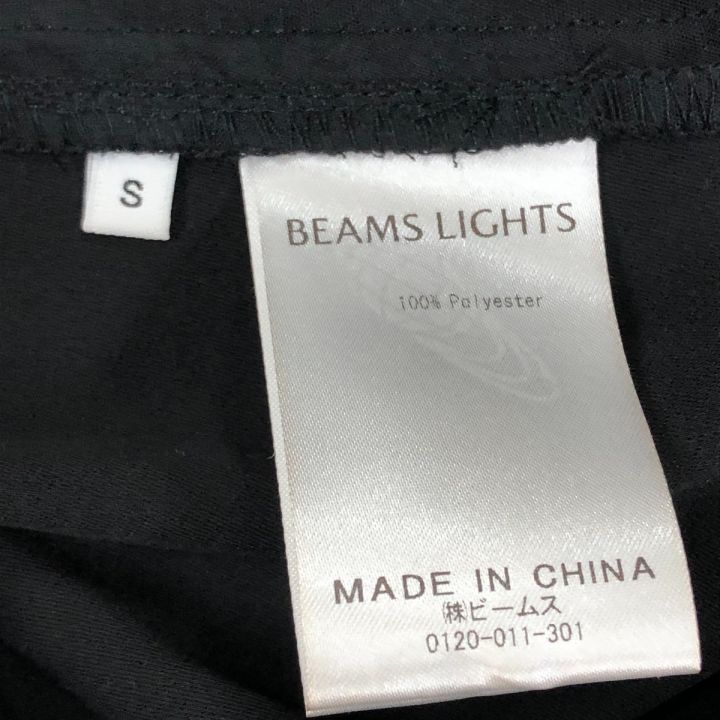 S
BEAMS LIGHTS
100% Polyester
MADE IN CHINA
㈱ビームス
0120-011-301